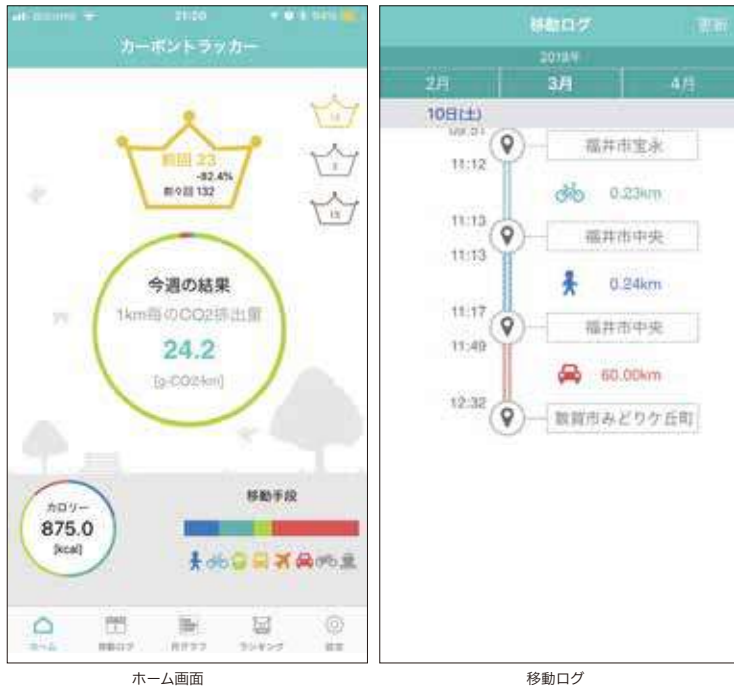 21:00
94%
カーボントラッカー
前回 23
-82.4%
前々回 132
今週の結果
1km毎のCO2排出量
24.2
[g-CO2/km]
カロリー
875.0
[kcal]
移動手段
ホーム
移動ログ
月グラフ
ランキング
設定
ホーム画面
移動ログ
更新
2018年
2月
3月
4月
10日(土)
福井市宝永
11:12
0.23km
11:13
福井市中央
11:13
0.24km
11:17
福井市中央
11:49
60.00km
12:32
敦賀市みどりケ丘町
移動ログ